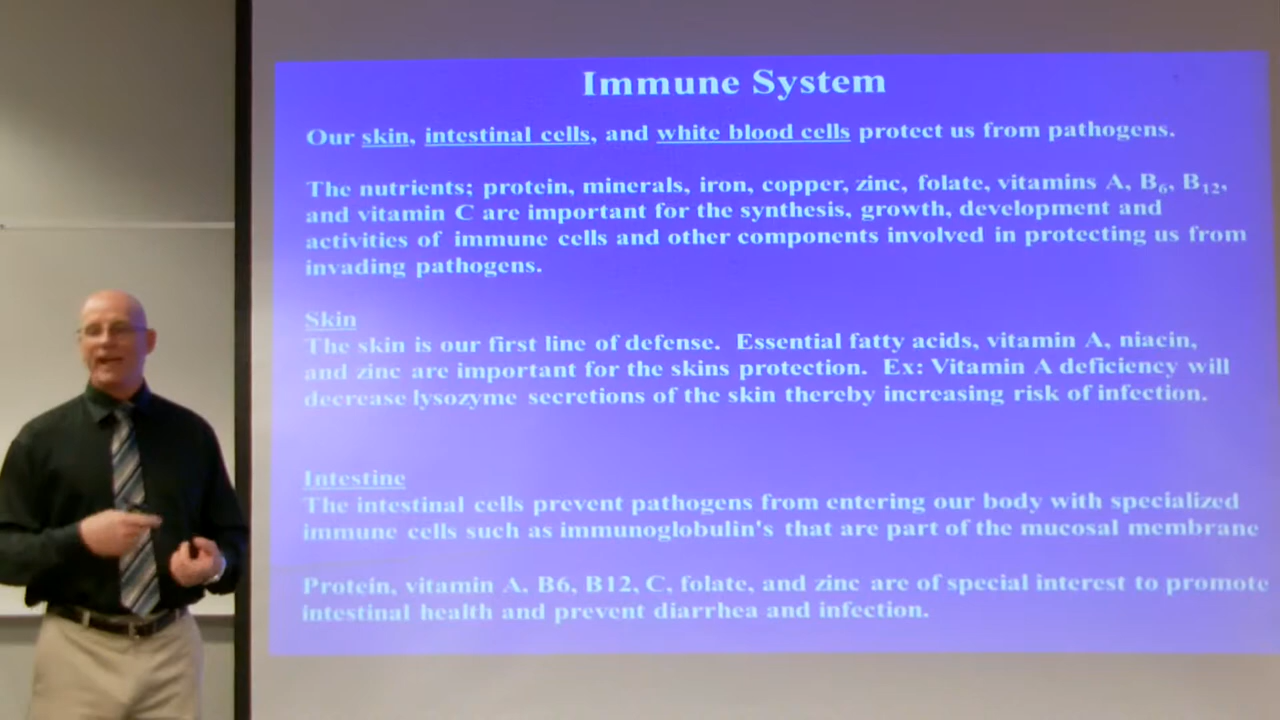 Immune System
Our skin, intestinal cells, and white blood cells protect us from pathogens.
The nutrients; protein, minerals, iron, copper, zinc, folate, vitamins A, B₆, B₁₂,
and vitamin C are important for the synthesis, growth, development and
activities of immune cells and other components involved in protecting us from
invading pathogens.
Skin
The skin is our first line of defense. Essential fatty acids, vitamin A, niacin,
and zinc are important for the skins protection. Ex: Vitamin A deficiency will
decrease lysozyme secretions of the skin thereby increasing risk of infection.
Intestine
The intestinal cells prevent pathogens from entering our body with specialized
immune cells such as immunoglobulin's that are part of the mucosal membrane
Protein, vitamin A, B6, B12, C, folate, and zinc are of special interest to promote
intestinal health and prevent diarrhea and infection.